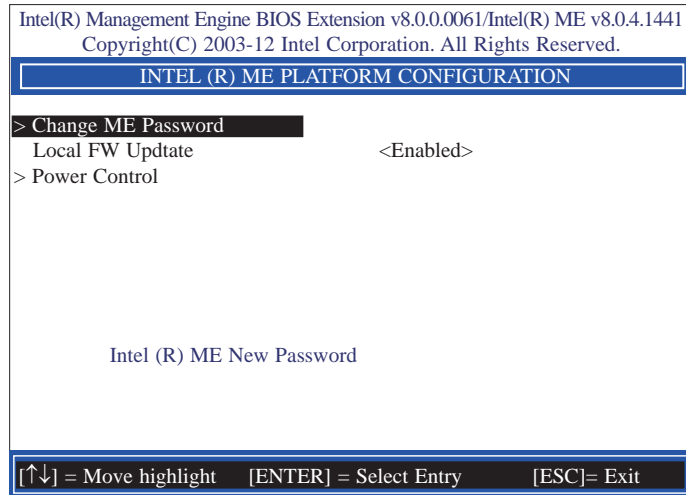 Intel(R) Management Engine BIOS Extension v8.0.0.0061/Intel(R) ME v8.0.4.1441
Copyright(C) 2003-12 Intel Corporation. All Rights Reserved.
INTEL (R) ME PLATFORM CONFIGURATION
> Change ME Password
Local FW Updtate <Enabled>
> Power Control
Intel (R) ME New Password
[↑↓] = Move highlight [ENTER] = Select Entry [ESC]= Exit